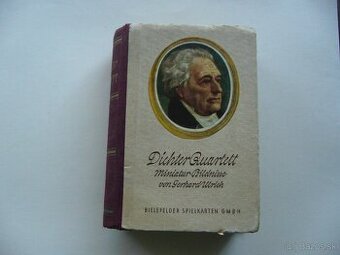 Dichter Quartett
Miniatur-Bildnisse
von Gerhard Ulrich
BIELEFELDER SPIELKARTEN GMBH